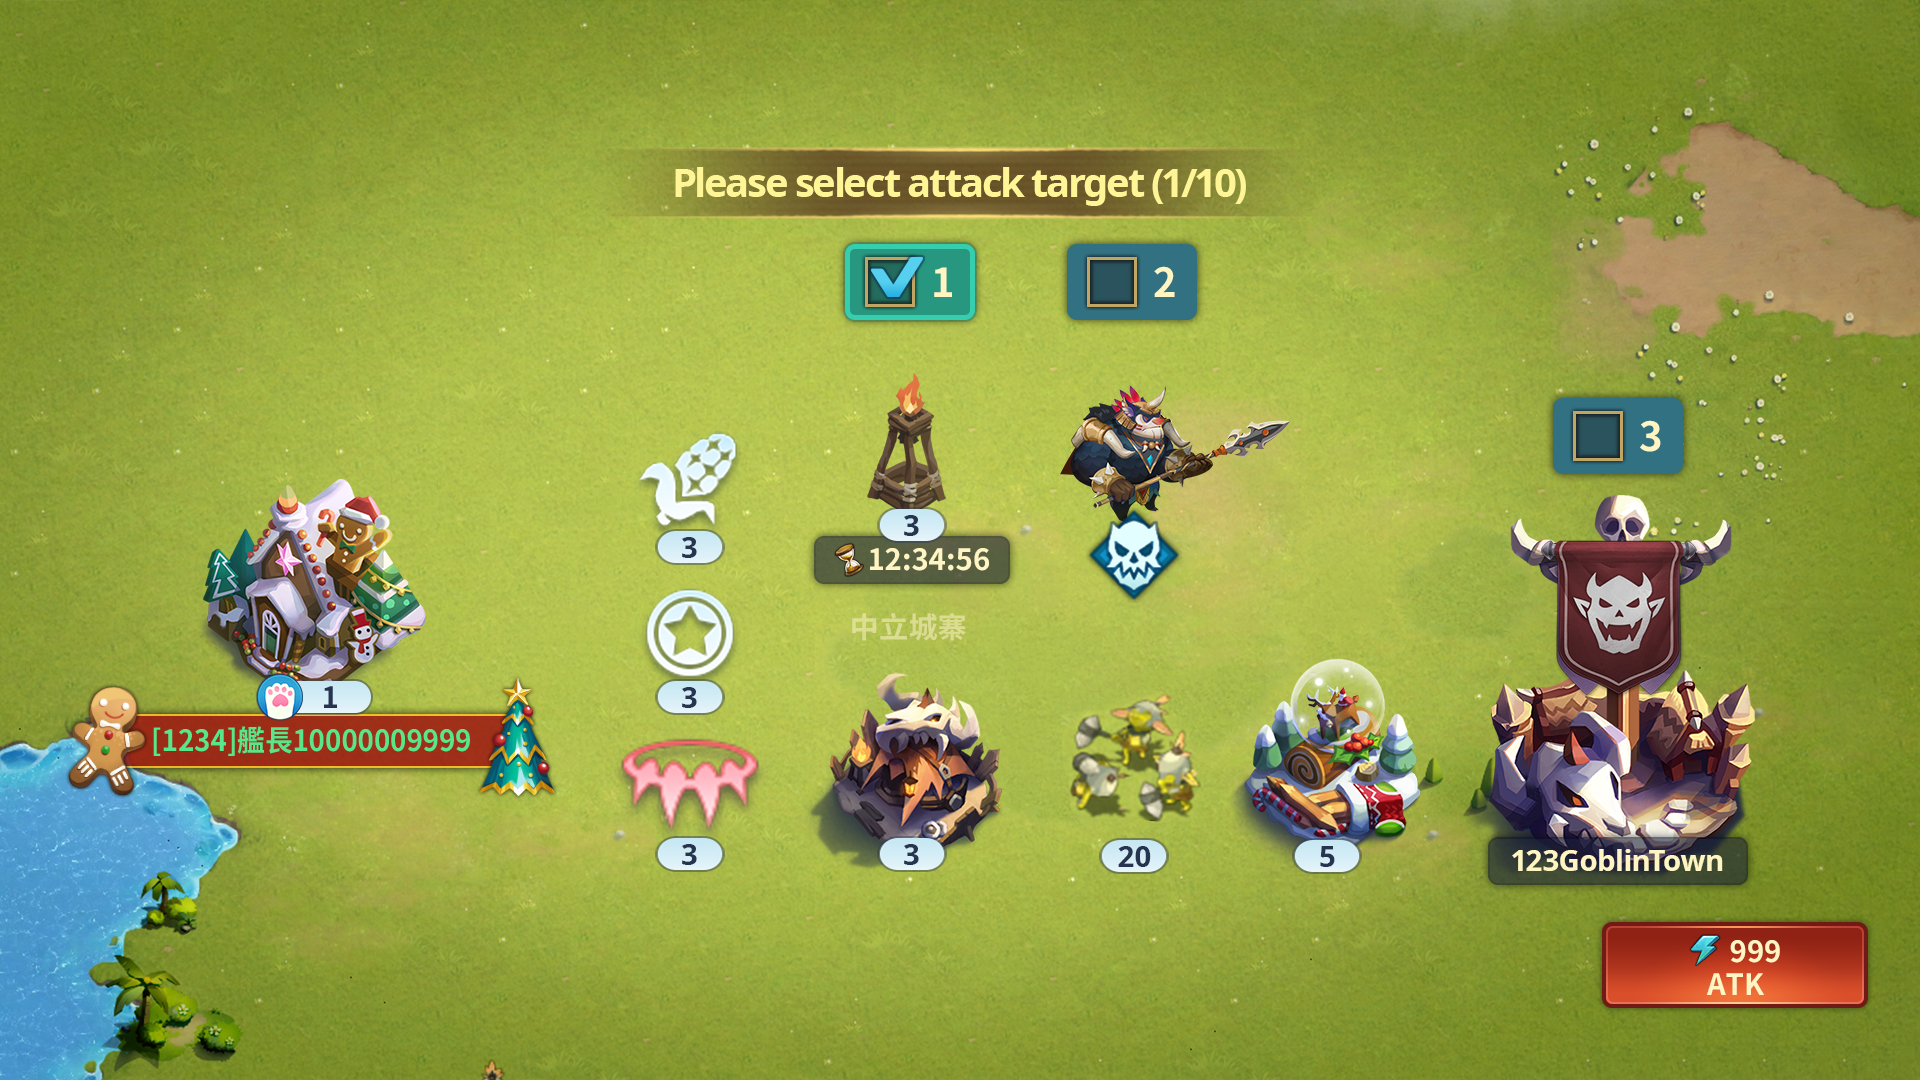 Please select attack target (1/10)
1
2
3
3
3
12:34:56
中立城寨
1
3
[1234]艦長10000009999
3
3
20
5
123GoblinTown
999
ATK